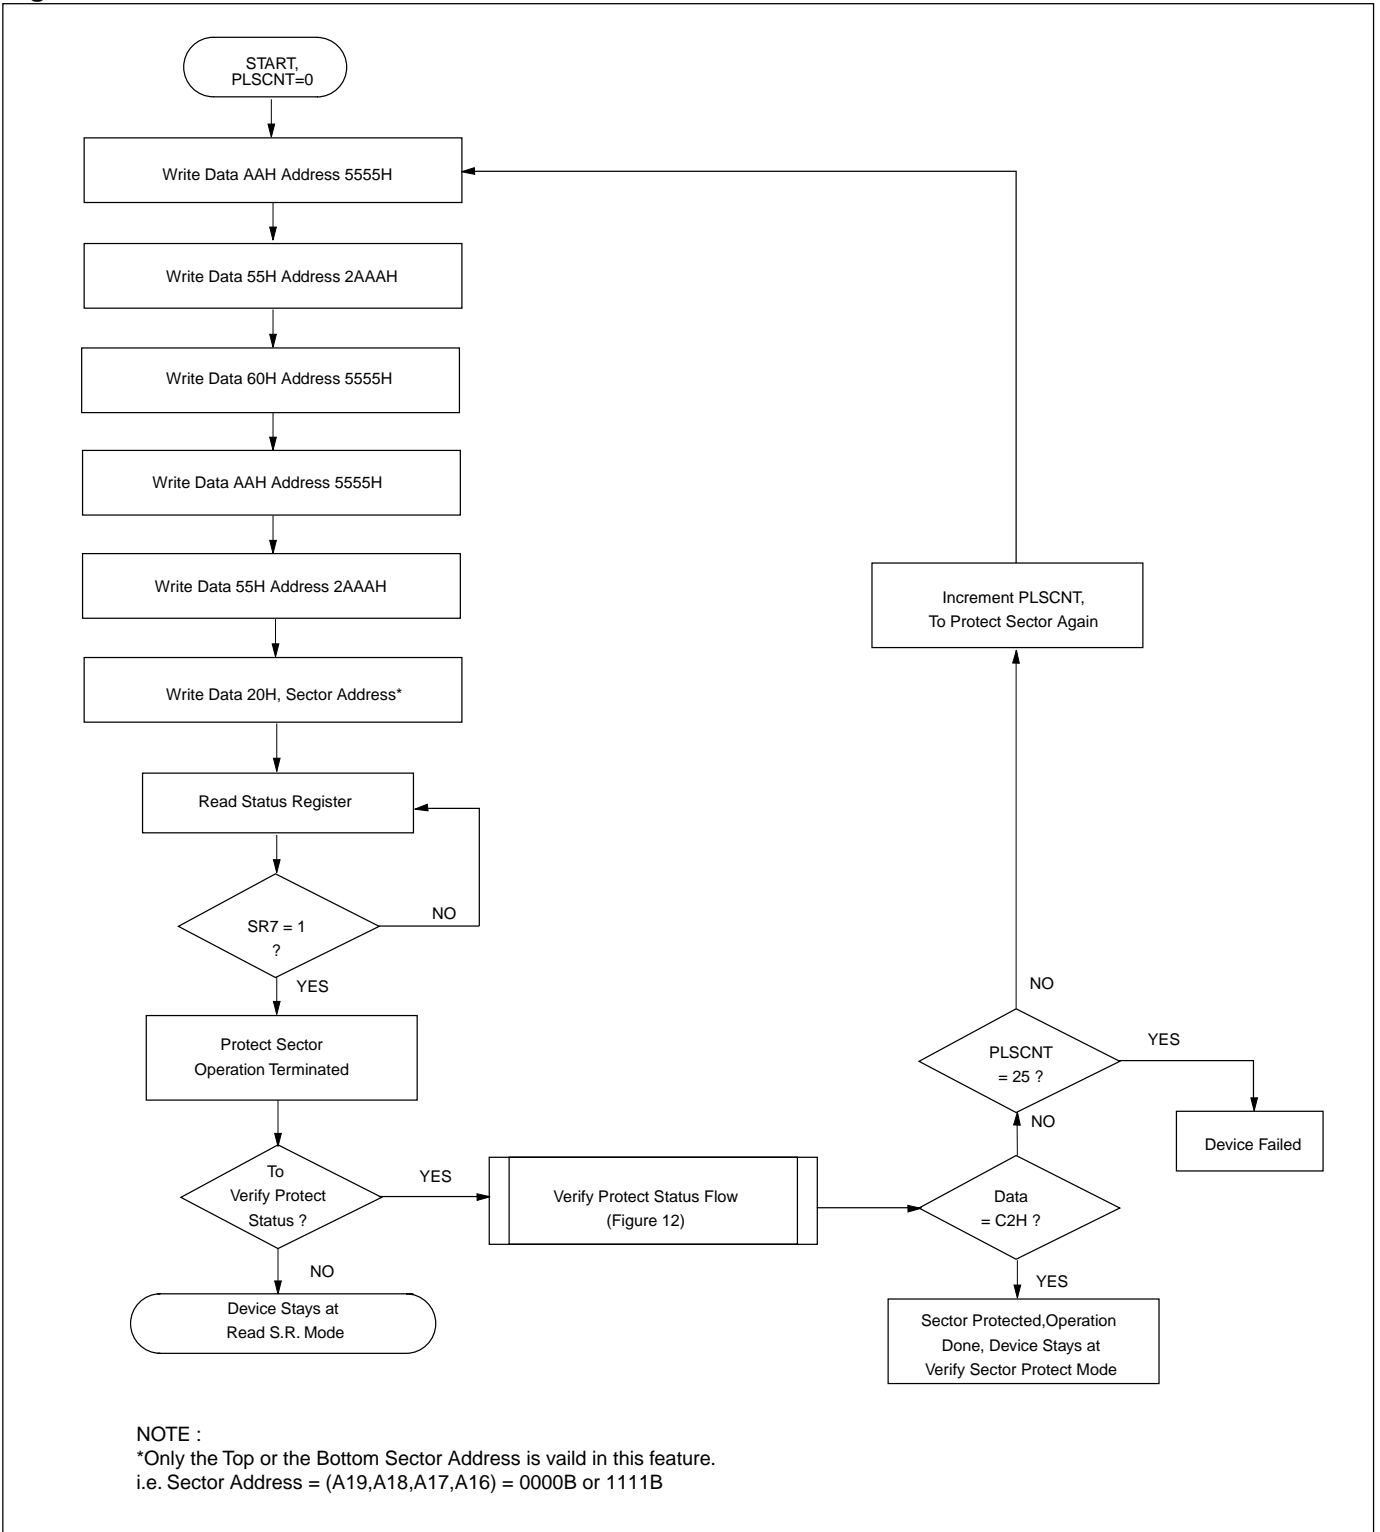 START,
PLSCNT=0
Write Data AAH Address 5555H
Write Data 55H Address 2AAAH
Write Data 60H Address 5555H
Write Data AAH Address 5555H
Write Data 55H Address 2AAAH
Write Data 20H, Sector Address*
Read Status Register
SR7 = 1
?
NO
YES
Protect Sector
Operation Terminated
To
Verify Protect
Status ?
YES
NO
Device Stays at
Read S.R. Mode
Verify Protect Status Flow
(Figure 12)
Data
= C2H ?
YES
Sector Protected,Operation
Done, Device Stays at
Verify Sector Protect Mode
NO
PLSCNT
= 25 ?
YES
Device Failed
NO
Increment PLSCNT,
To Protect Sector Again
NOTE :
*Only the Top or the Bottom Sector Address is vaild in this feature.
i.e. Sector Address = (A19,A18,A17,A16) = 0000B or 1111B